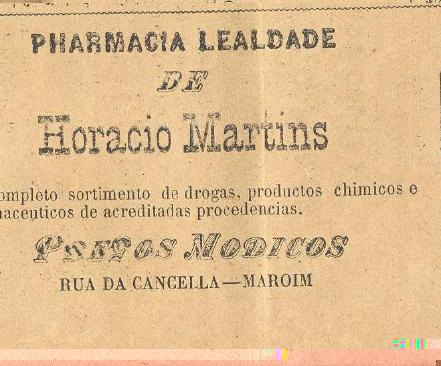 PHARMACIA LEALDADE
DE
Horacio Martins
ompleto sortimento de drogas, productos chimicos e
aceuticos de acreditadas procedencias.
PREÇOS MODICOS
RUA DA CANCELLA—MAROIM